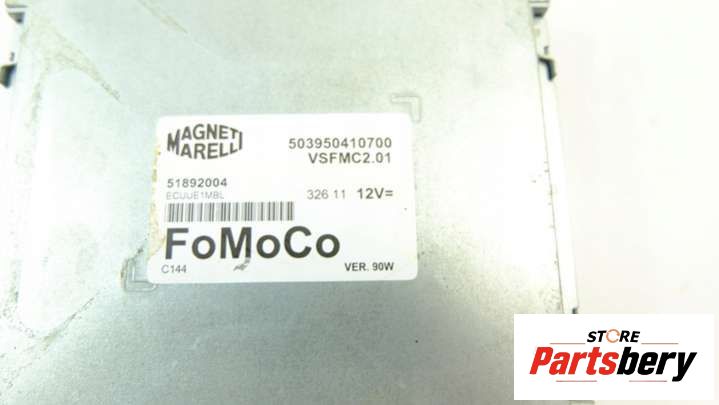 MAGNETI
MARELLI
503950410700
VSFMC2.01
51892004
ECUUE1MBL
326 11 12V=
FoMoCo
C144
VER. 90W
STORE
Partsbery